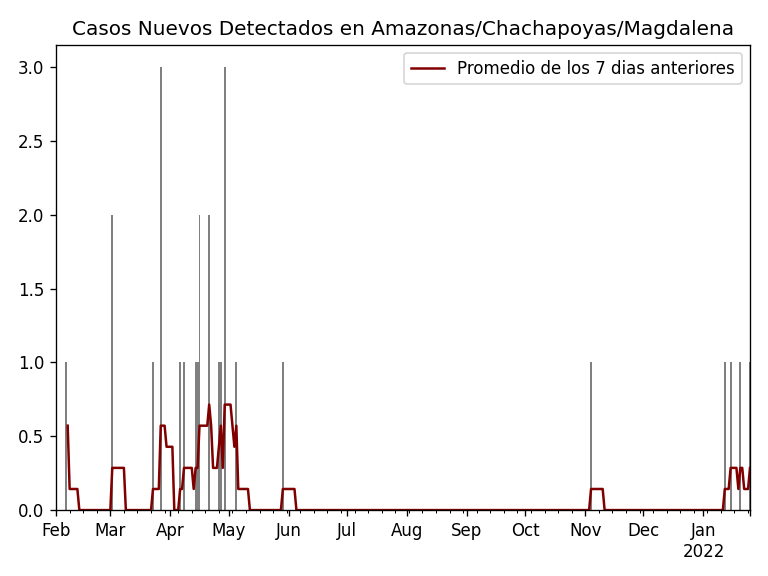 Casos Nuevos Detectados en Amazonas/Chachapoyas/Magdalena
Promedio de los 7 dias anteriores
3.0
2.5
2.0
1.5
1.0
0.5
0.0
Feb Mar Apr May Jun Jul Aug Sep Oct Nov Dec Jan
2022